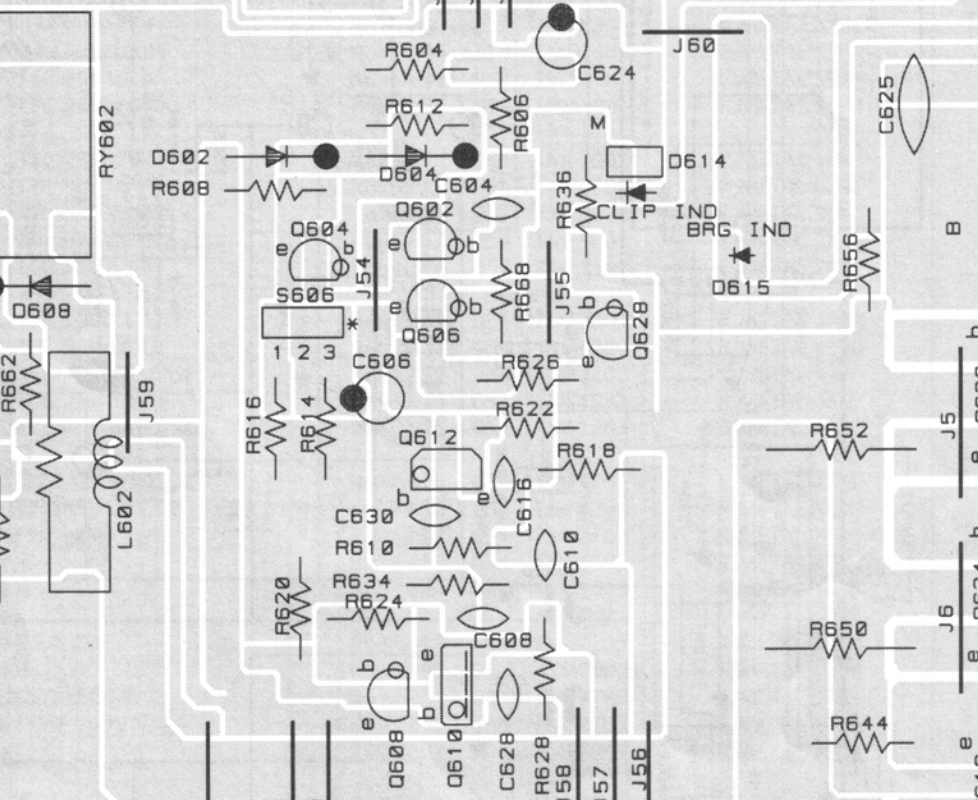 R604
J60
C624
C625
R612
R606
M
RY602
D602
D604
D614
R608
C604
R636
Q602
CLIP IND
Q604
e
b
e
b
BRG IND
B
R656
J54
R668
J55
D608
S606
e
b
D615
b
Q628
*
Q606
1 2 3
e
R662
C606
R626
J59
R616
R614
R622
J5
Q612
R652
R618
b
e
e
C616
L602
C630
R610
C610
R634
R620
R624
J6
C608
R650
b
e
e
e
b
R644
e
Q608
Q610
C628
R628
J58
J57
J56